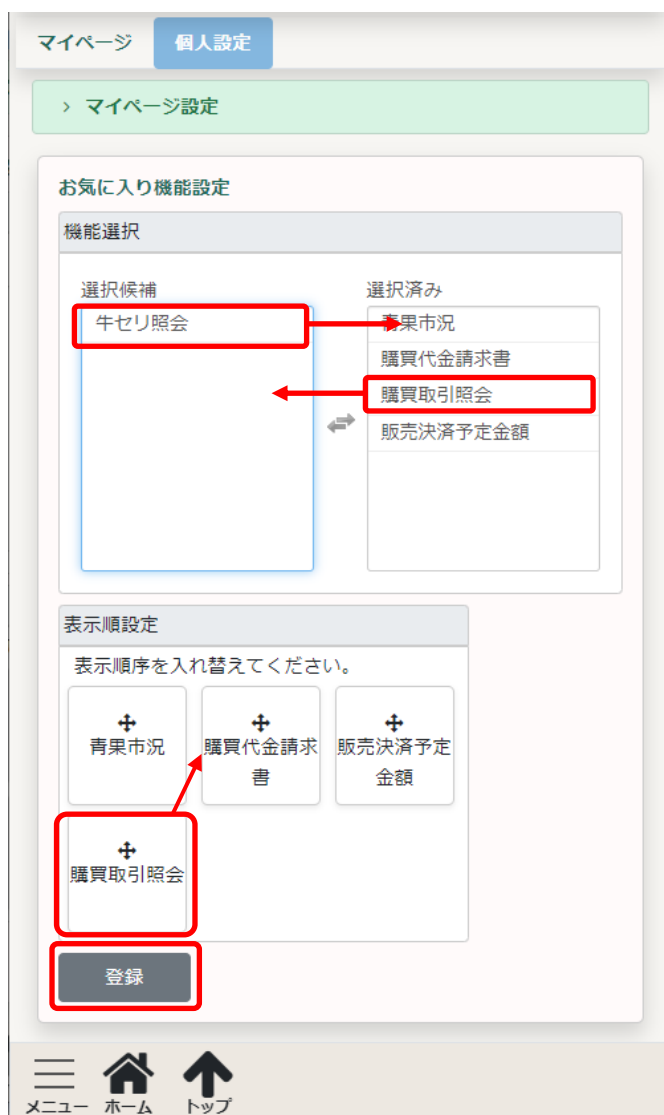 マイページ 個人設定
> マイページ設定
お気に入り機能設定
機能選択
選択候補 選択済み
牛セリ照会
青果市況
購買代金請求書
購買取引照会
販売決済予定金額
表示順設定
表示順序を入れ替えてください。
青果市況
購買代金請求
書
販売決済予定
金額
購買取引照会
登録
メニュー ホーム トップ